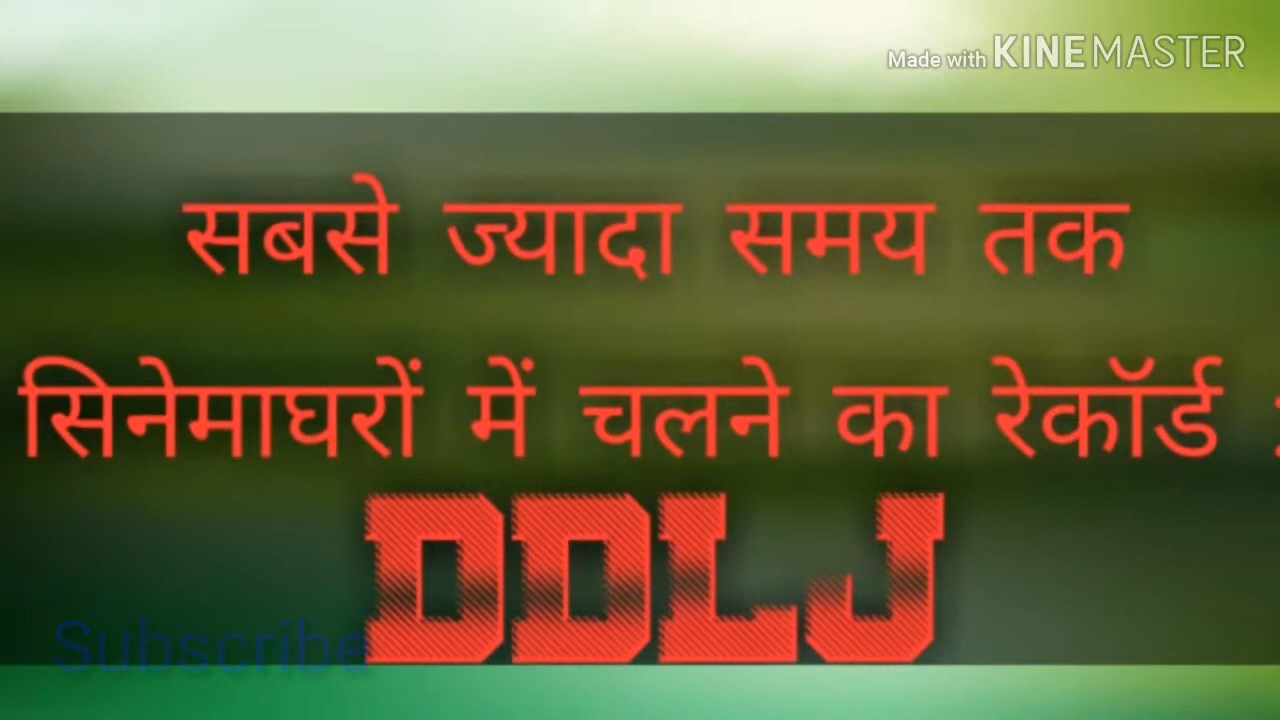 Made with KINEMASTER
सबसे ज्यादा समय तक
सिनेमाघरों में चलने का रेकॉर्ड
DDLJ
Subscribe